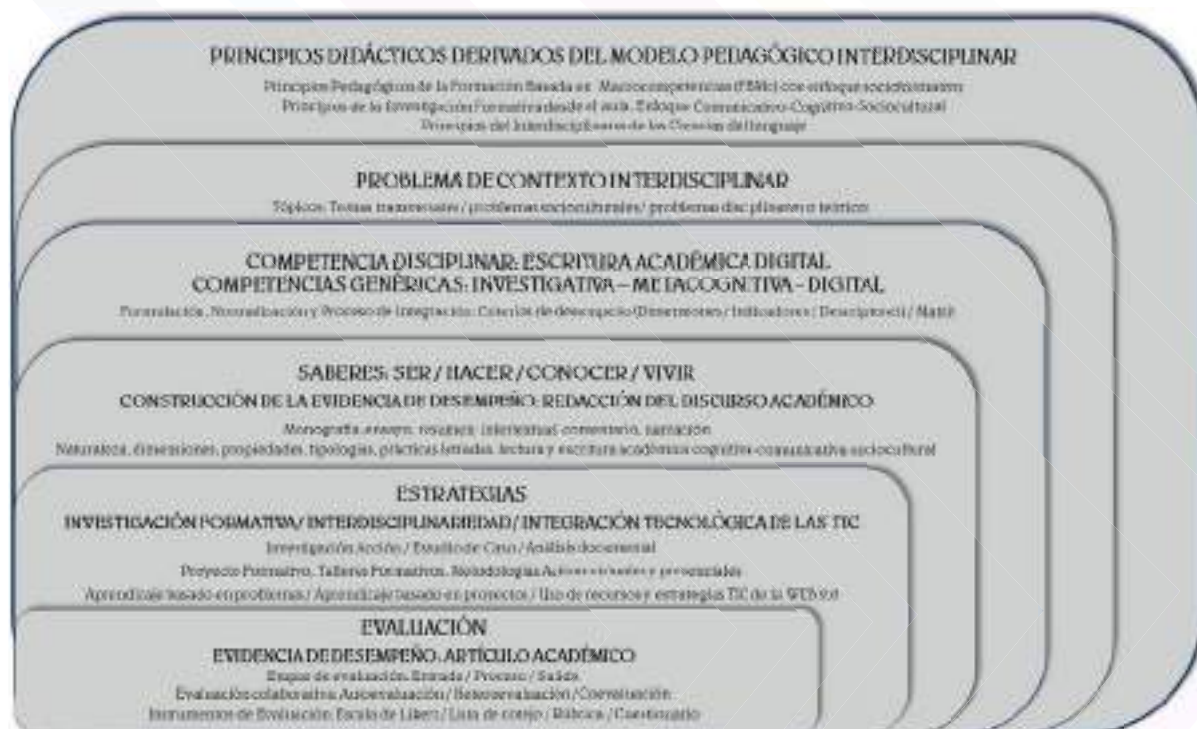 PRINCIPIOS DIDÁCTICOS DERIVADOS DEL MODELO PEDAGÓGICO INTERDISCIPLINAR
Principios Pedagógicos de la Formación Basada en Macrocompetencias (FBMc) con enfoque socioformativo
Principios de la Investigación Formativa desde el aula, Enfoque Comunicativo-Cognitivo-Sociocultural
Principios del Interdisciplinares de las Ciencias del lenguaje
PROBLEMA DE CONTEXTO INTERDISCIPLINAR
Tópicos: Temas transversales / problemas socioculturales / problemas disciplinares o teórico
COMPETENCIA DISCIPLINAR: ESCRITURA ACADÉMICA DIGITAL
COMPETENCIAS GENÉRICAS: INVESTIGATIVA – METACOGNITIVA – DIGITAL
Formulación, Normalización y Proceso de Integración: Criterios de desempeño (Dimensiones / Indicadores / Descriptores) / Matriz
SABERES: SER / HACER / CONOCER / VIVIR
CONSTRUCCIÓN DE LA EVIDENCIA DE DESEMPEÑO: REDACCIÓN DEL DISCURSO ACADÉMICO
Monografía, ensayo, resumen, intertextual, comentario, narración
Naturaleza, dimensiones, propiedades, tipologías, prácticas letradas, lectura y escritura académica cognitiva-comunicativa-sociocultural
ESTRATEGIAS
INVESTIGACIÓN FORMATIVA / INTERDISCIPLINARIEDAD / INTEGRACIÓN TECNOLÓGICA DE LAS TIC
Investigación Acción / Estudio de Caso / Análisis documental
Proyecto Formativo, Talleres Formativos, Metodologías Activas virtuales y presenciales
Aprendizaje basado en problemas / Aprendizaje basado en proyectos / Uso de recursos y estrategias TIC de la WEB
EVALUACIÓN
EVIDENCIA DE DESEMPEÑO: ARTÍCULO ACADÉMICO
Etapas de evaluación: Entrada / Proceso / Salida
Evaluación colaborativa: Autoevaluación / Heteroevaluación / Coevaluación
Instrumentos de Evaluación: Escala de Likert / Lista de cotejo / Rúbrica / Cuestionario